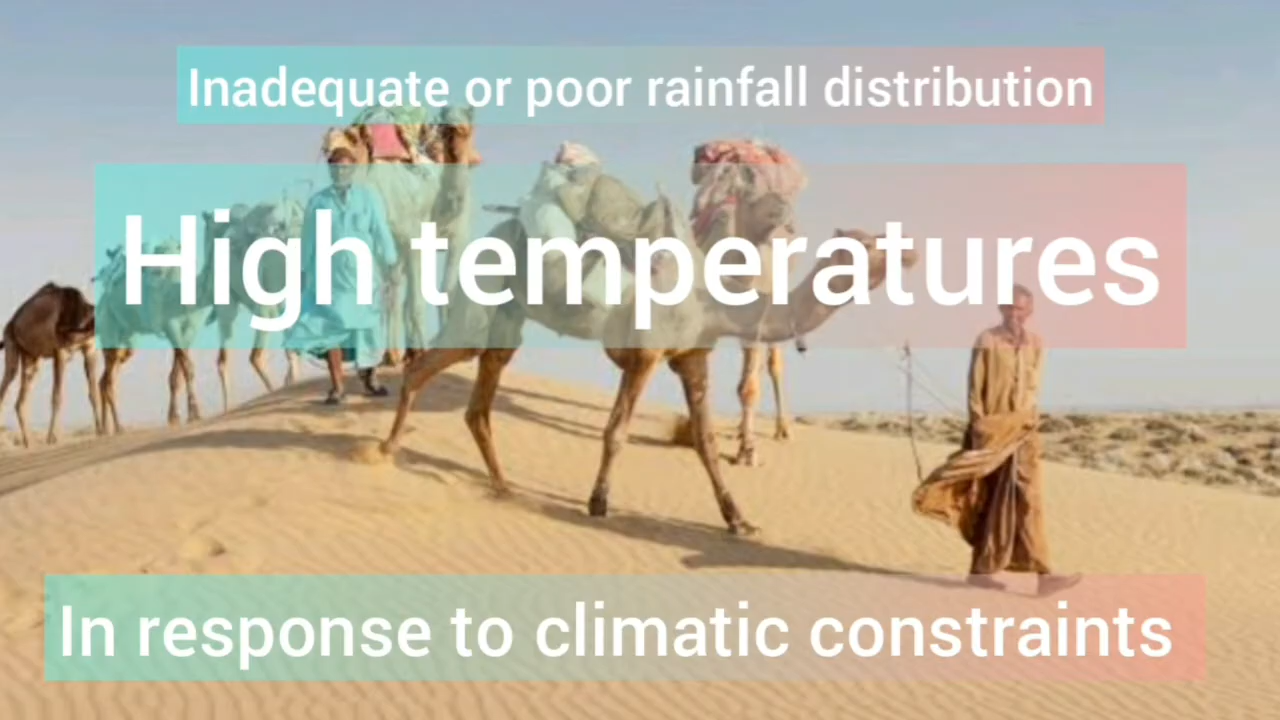 Inadequate or poor rainfall distribution
High temperatures
In response to climatic constraints